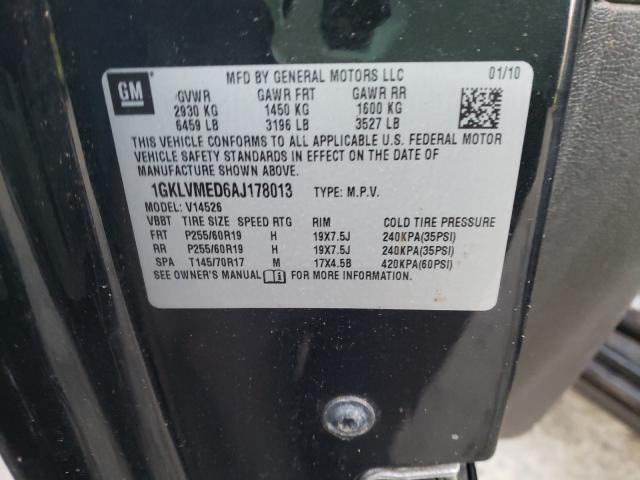 GM
MFD BY GENERAL MOTORS LLC 01/10
GVWR GAWR FRT GAWR RR
2930 KG 1450 KG 1600 KG
6459 LB 3196 LB 3527 LB
THIS VEHICLE CONFORMS TO ALL APPLICABLE U.S. FEDERAL MOTOR
VEHICLE SAFETY STANDARDS IN EFFECT ON THE DATE OF
MANUFACTURE SHOWN ABOVE.
1GKLVMED6AJ178013 TYPE: M.P.V.
MODEL: V14526
VBBT TIRE SIZE SPEED RTG RIM COLD TIRE PRESSURE
FRT P255/60R19 H 19X7.5J 240KPA(35PSI)
RR P255/60R19 H 19X7.5J 240KPA(35PSI)
SPA T145/70R17 M 17X4.5B 420KPA(60PSI)
SEE OWNER'S MANUAL FOR MORE INFORMATION.